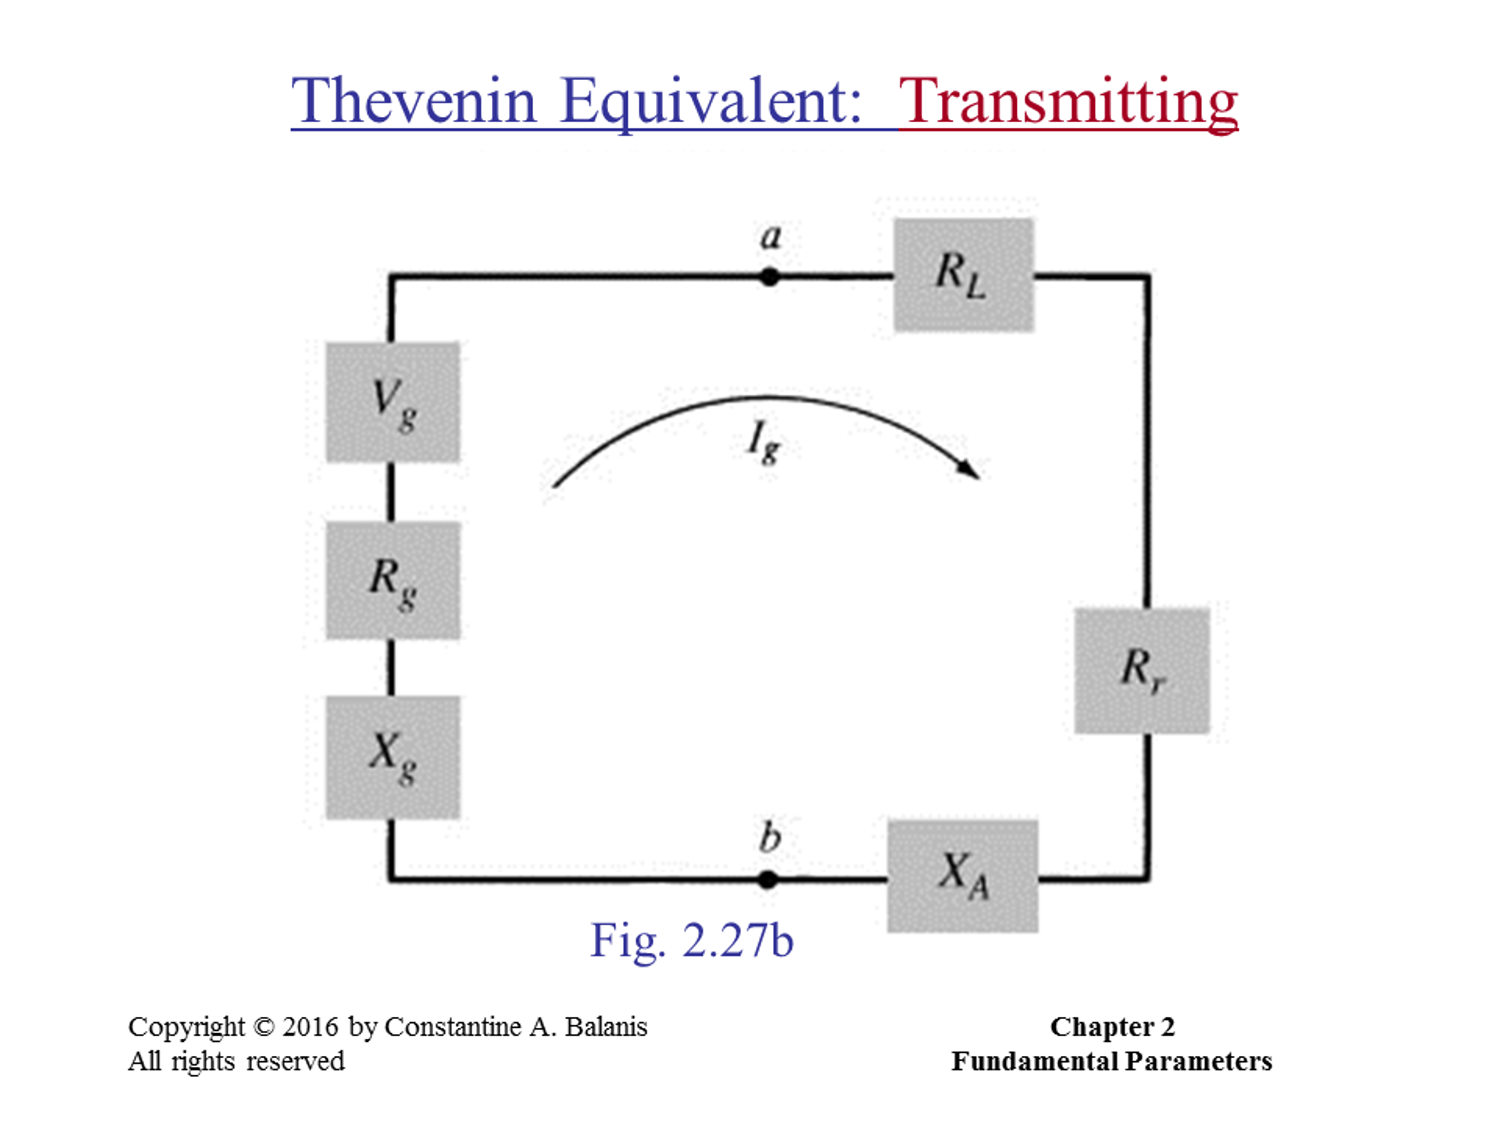 Thevenin Equivalent: Transmitting
a
R_L
V_g
I_g
R_g
R_r
X_g
b
X_A
Fig. 2.27b
Copyright © 2016 by Constantine A. Balanis
All rights reserved
Chapter 2
Fundamental Parameters